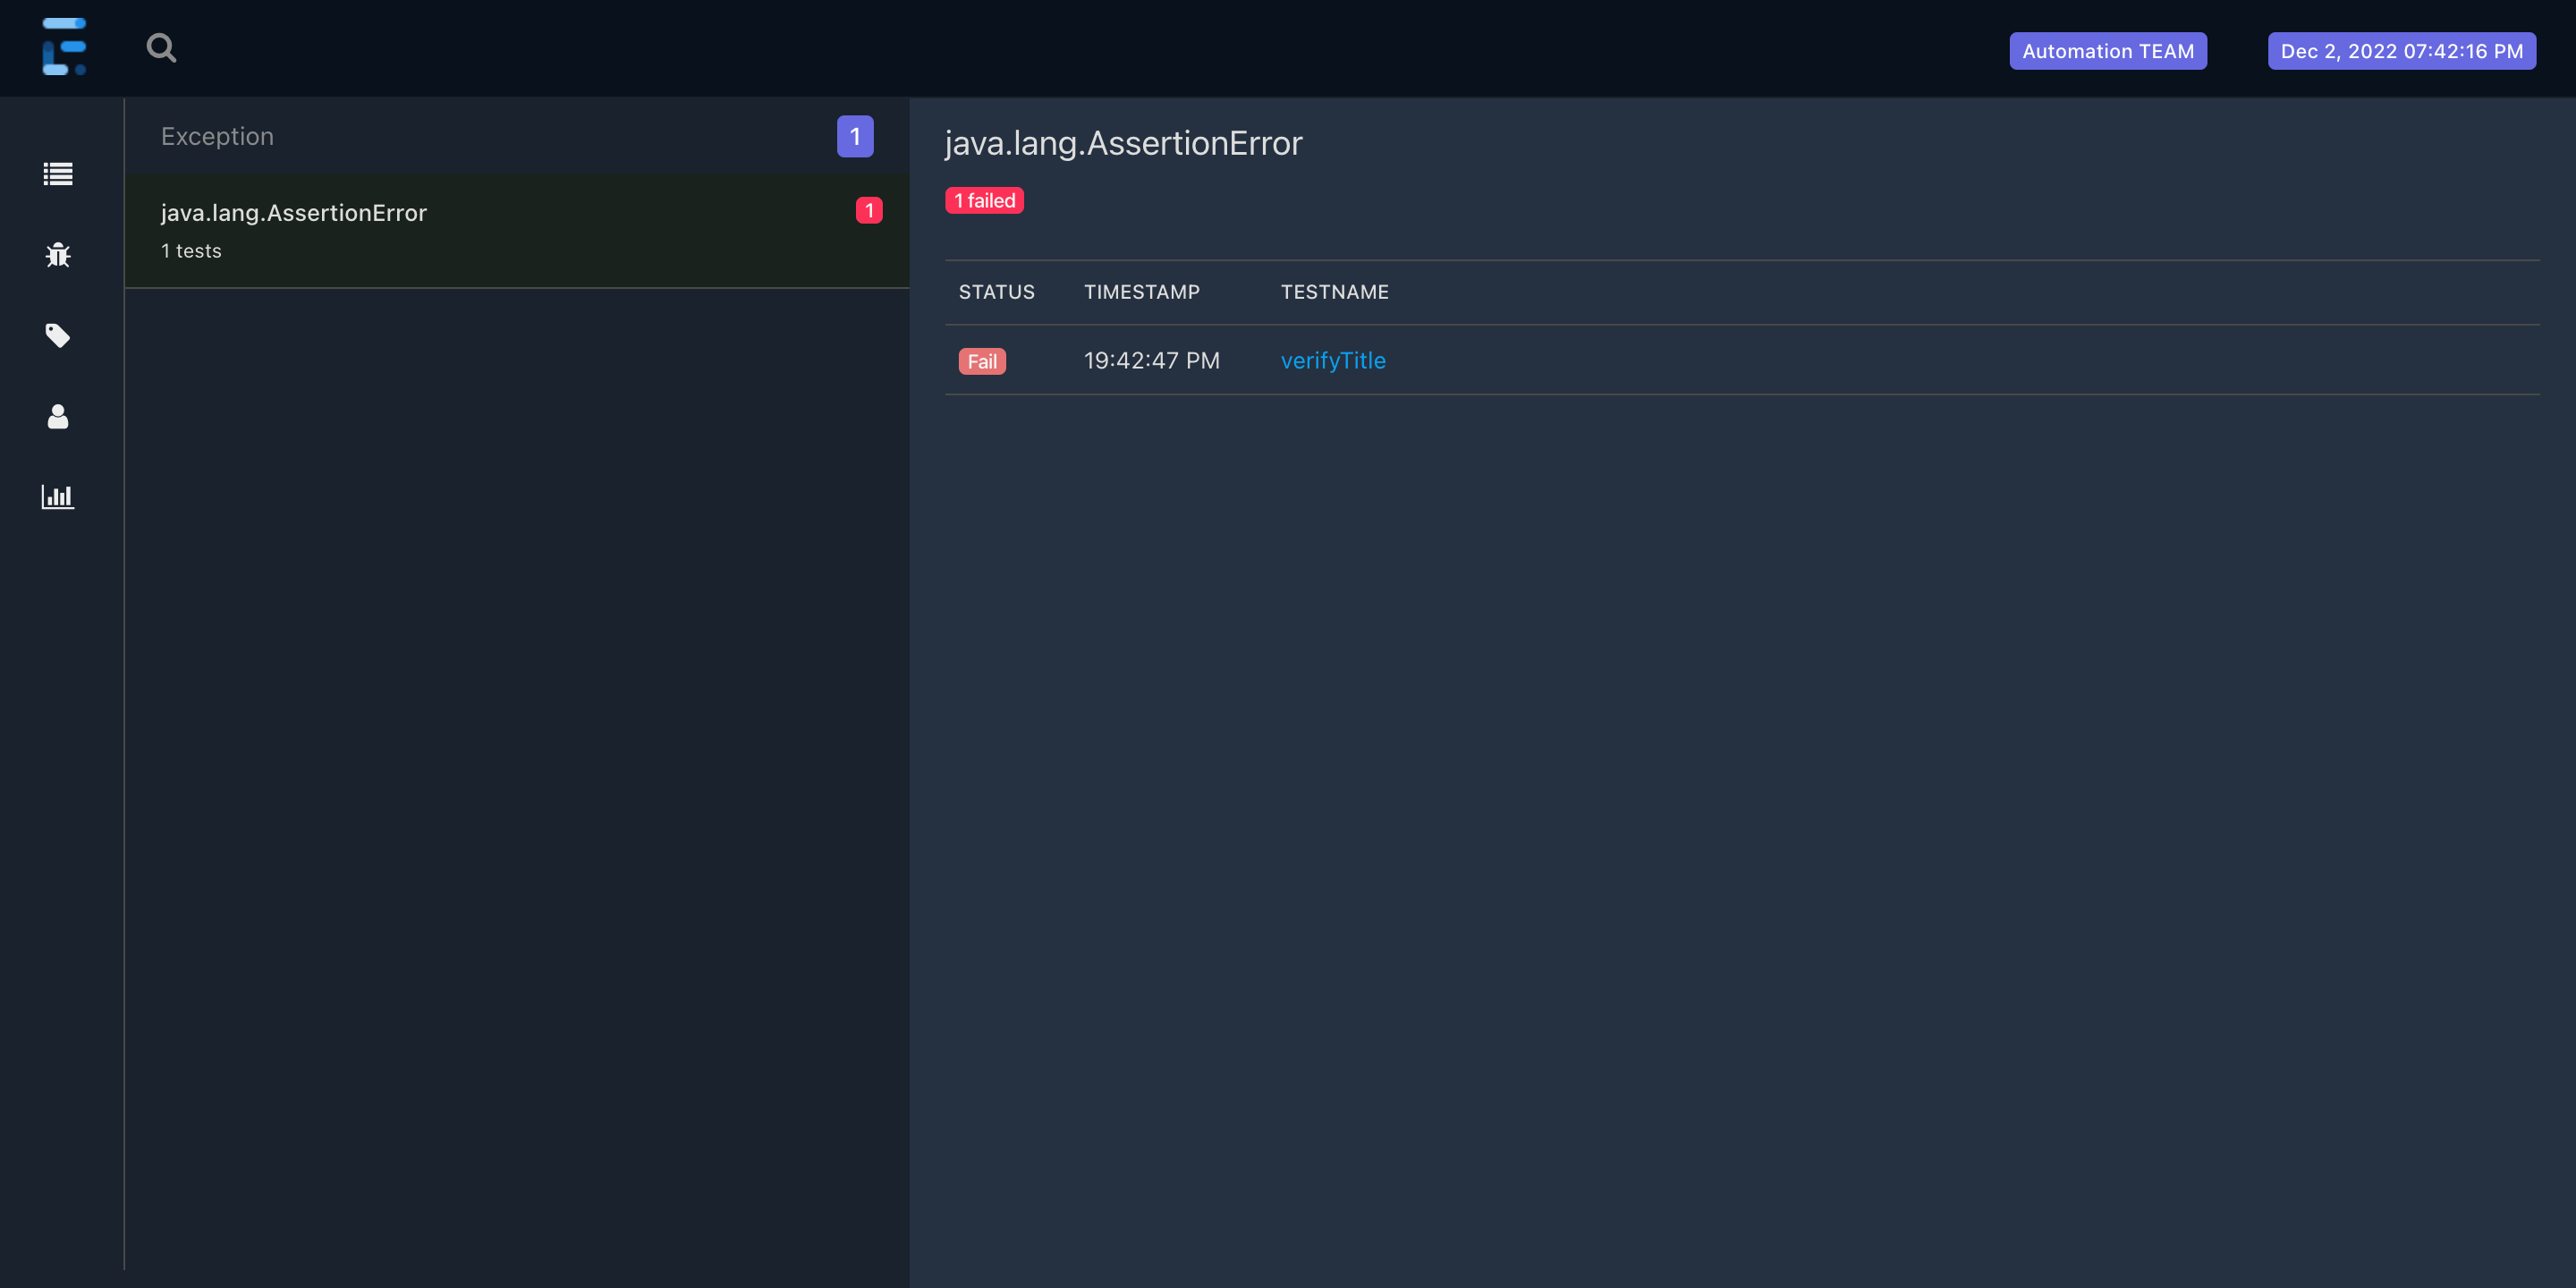 Automation TEAM
Dec 2, 2022 07:42:16 PM
Exception 1
java.lang.AssertionError 1
1 tests
java.lang.AssertionError
1 failed
STATUS TIMESTAMP TESTNAME
Fail 19:42:47 PM verifyTitle